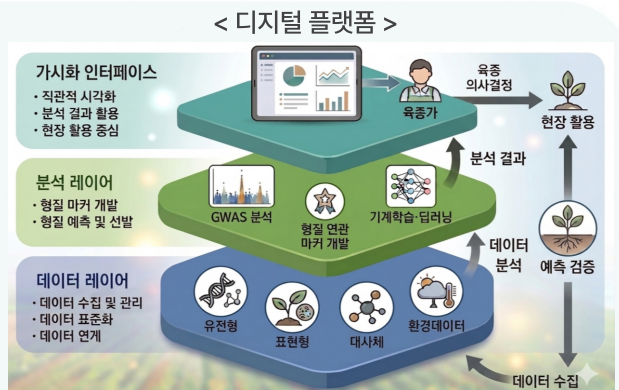 < 디지털 플랫폼 >
가시화 인터페이스
· 직관적 시각화
· 분석 결과 활용
· 현장 활용 중심
육종가
육종
의사결정
현장 활용
분석 레이어
· 형질 마커 개발
· 형질 예측 및 선발
GWAS 분석
형질 연관
마커 개발
기계학습·딥러닝
분석 결과
데이터
분석
예측 검증
데이터 레이어
· 데이터 수집 및 관리
· 데이터 표준화
· 데이터 연계
유전형
표현형
대사체
환경데이터
데이터 수집